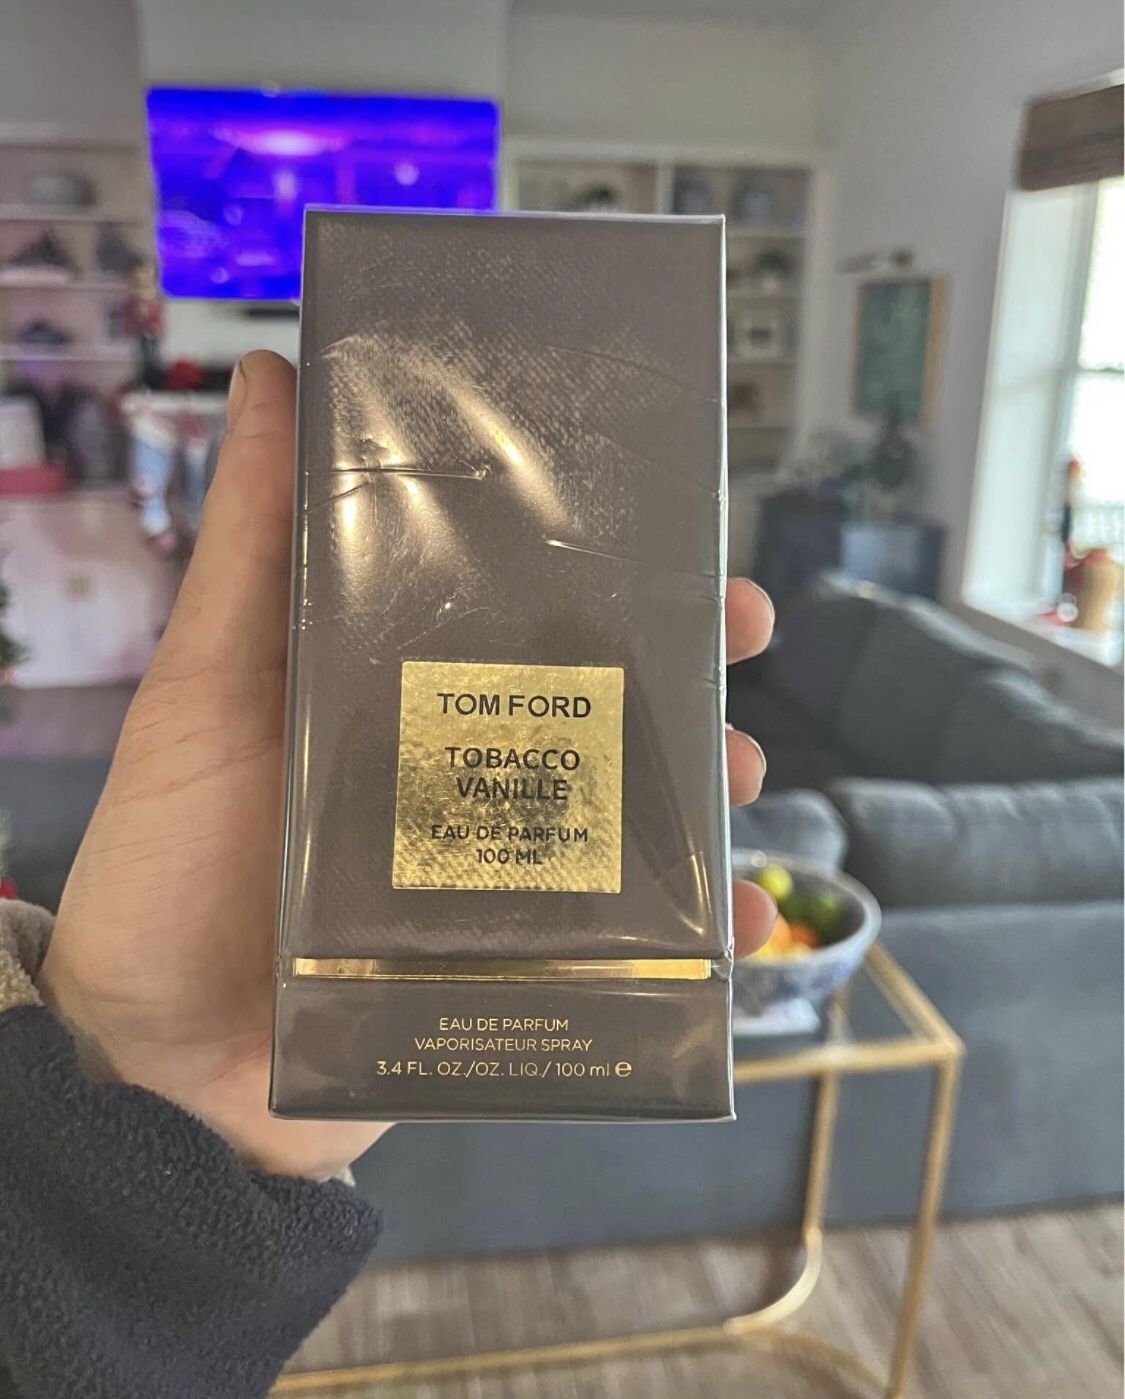 TOM FORD
TOBACCO
VANILLE
EAU DE PARFUM
100 ML
EAU DE PARFUM
VAPORISATEUR SPRAY
3.4 FL. OZ./OZ. LIQ./ 100 ml ℮